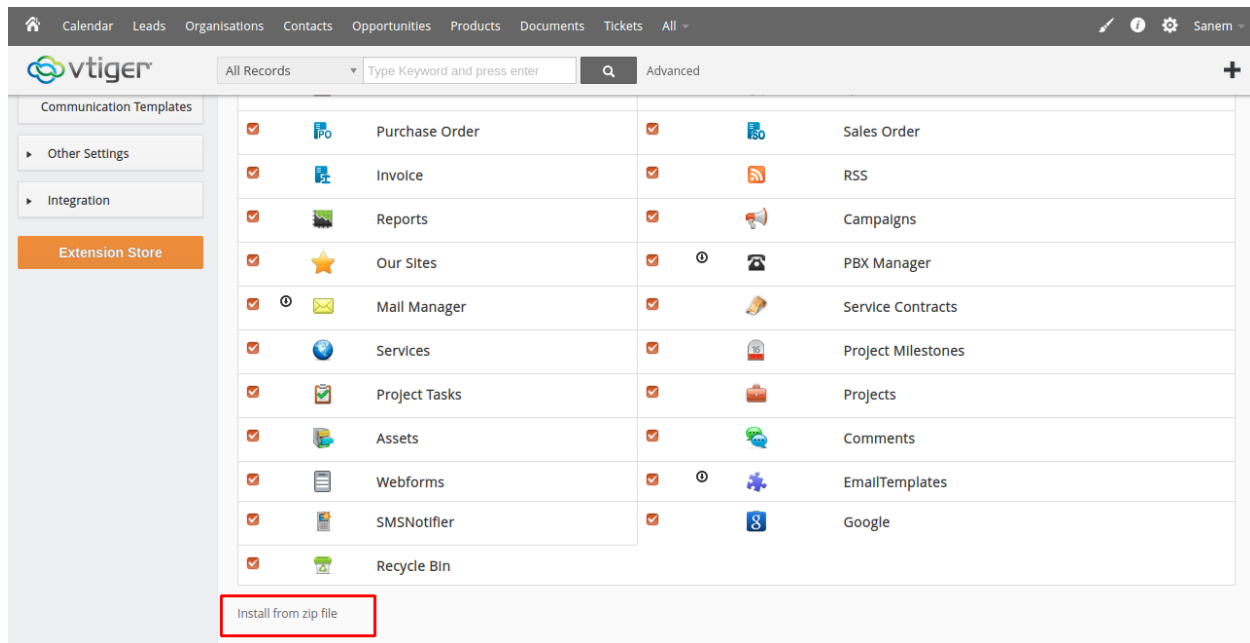 Calendar Leads Organisations Contacts Opportunities Products Documents Tickets All Sanem
vtiger All Records Type Keyword and press enter Advanced
Communication Templates
Other Settings
Integration
Extension Store
Purchase Order Sales Order
Invoice RSS
Reports Campaigns
Our Sites PBX Manager
Mail Manager Service Contracts
Services Project Milestones
Project Tasks Projects
Assets Comments
Webforms EmailTemplates
SMSNotifier Google
Recycle Bin
Install from zip file